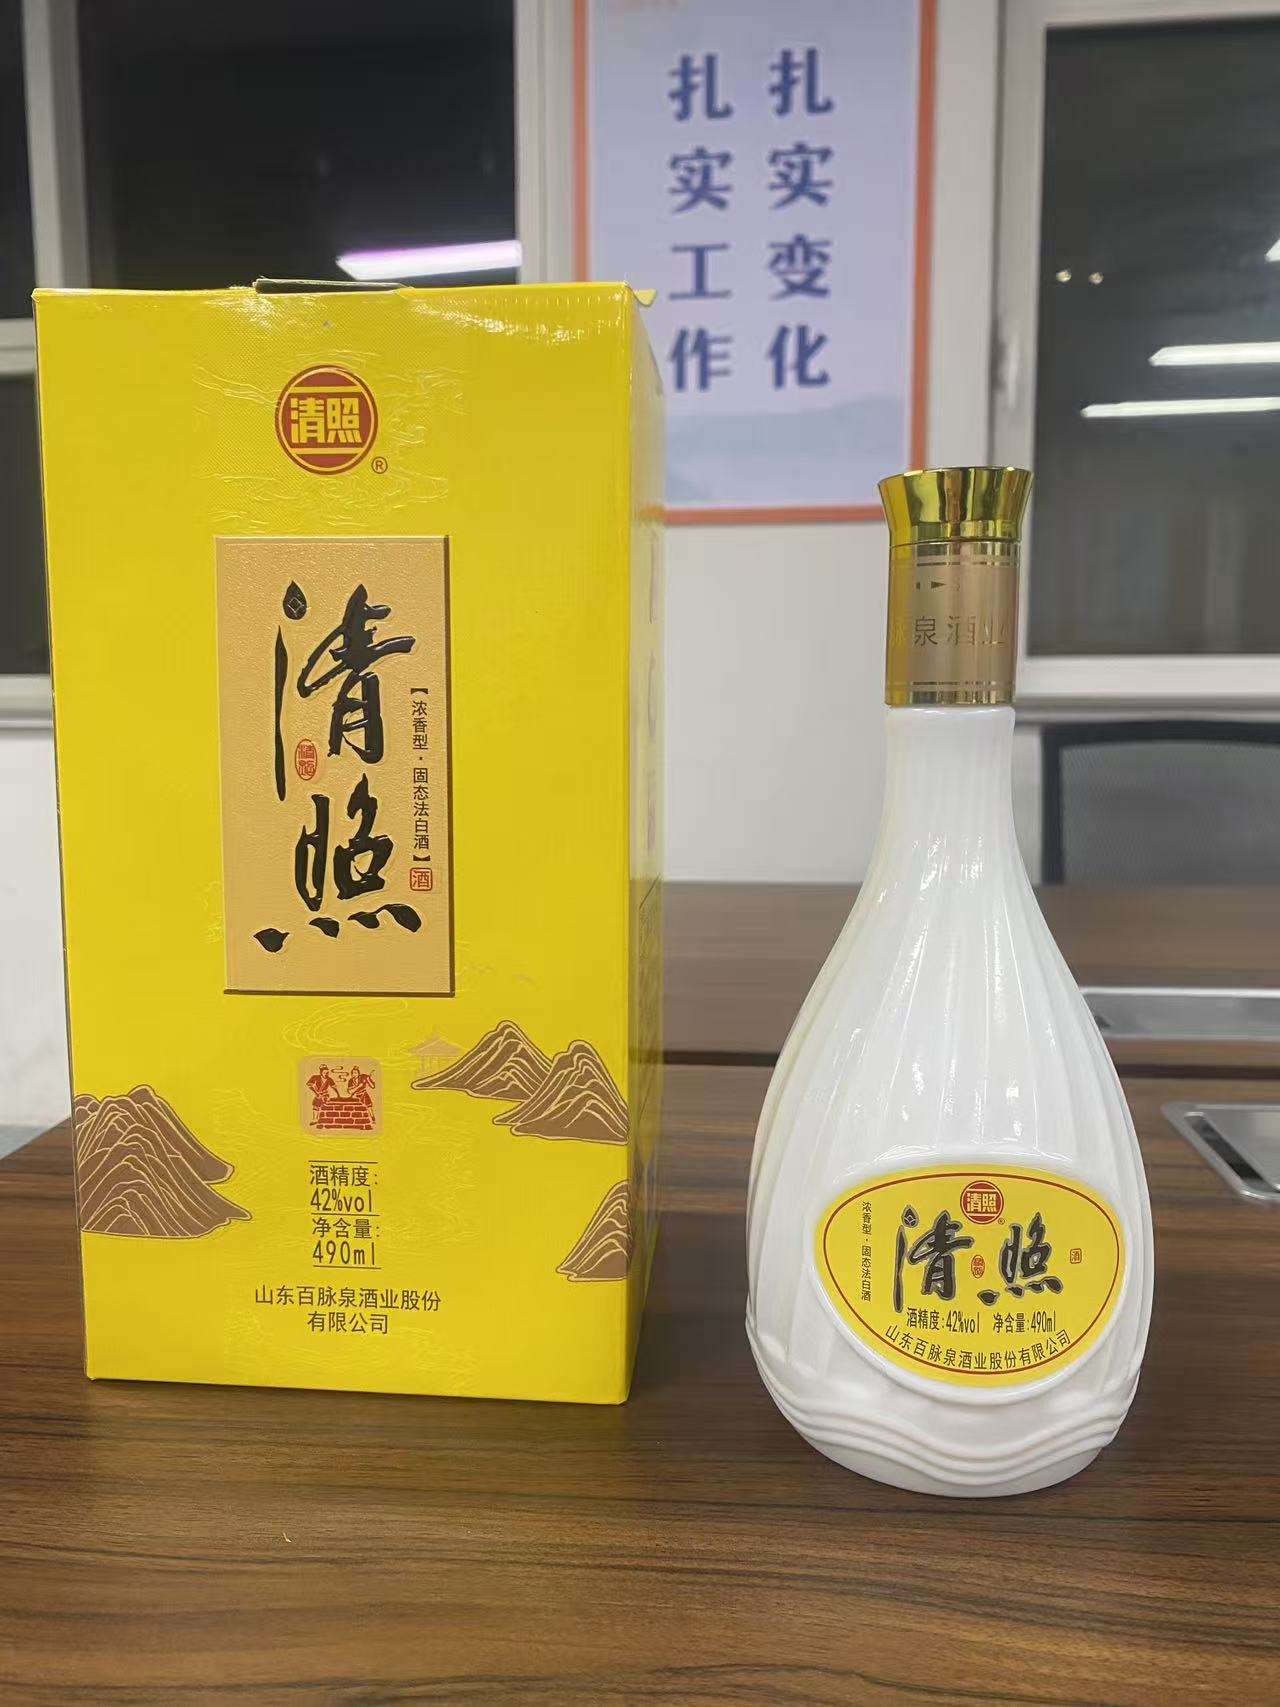 扎实变化
扎实工作
清照
®
清照
【浓香型·固态法白酒】
酒
酒精度:
42%vol
净含量:
490ml
山东百脉泉酒业股份
有限公司
脉泉酒业
清照
®
浓香型·固态法白酒
清照
酒
酒精度:42%vol 净含量:490ml
山东百脉泉酒业股份有限公司